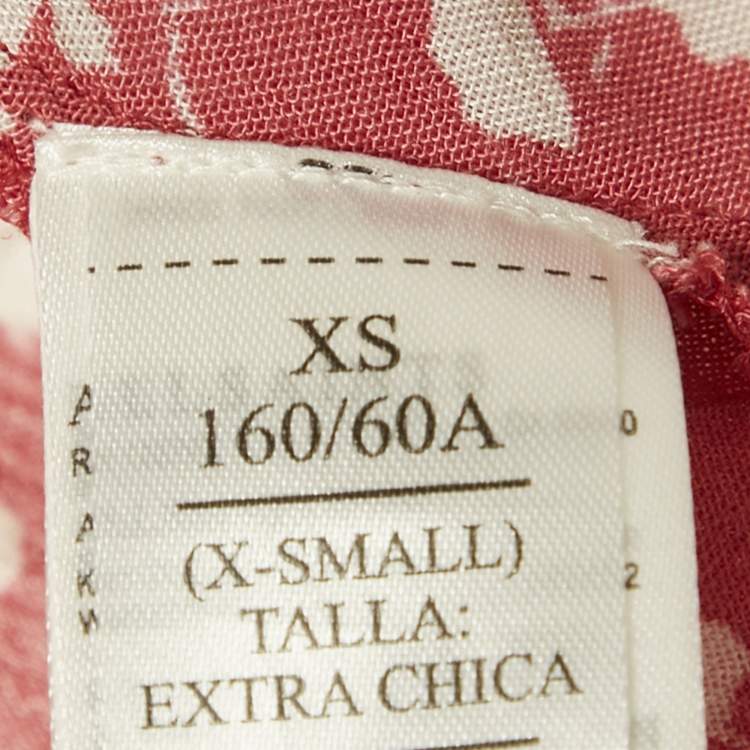 XS
160/60A
(X-SMALL)
TALLA:
EXTRA CHICA